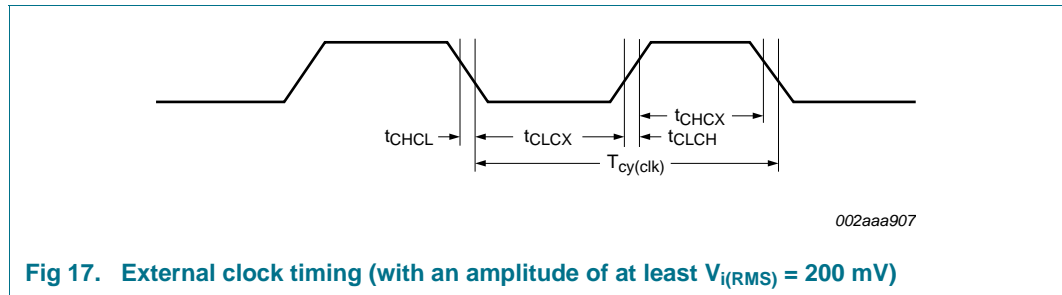 tCHCX
tCHCL tCLCX tCLCH
Tcy(clk)
002aaa907
Fig 17. External clock timing (with an amplitude of at least Vi(RMS) = 200 mV)